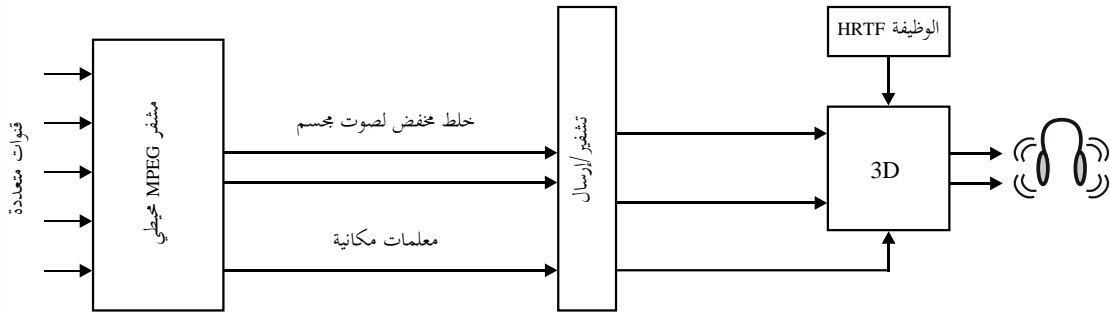 الوظيفة HRTF
قنوات متعددة
مشفر MPEG محيطي
خلط مخفض لصوت مجسم
معلمات مكانية
تشفير/إرسال
3D